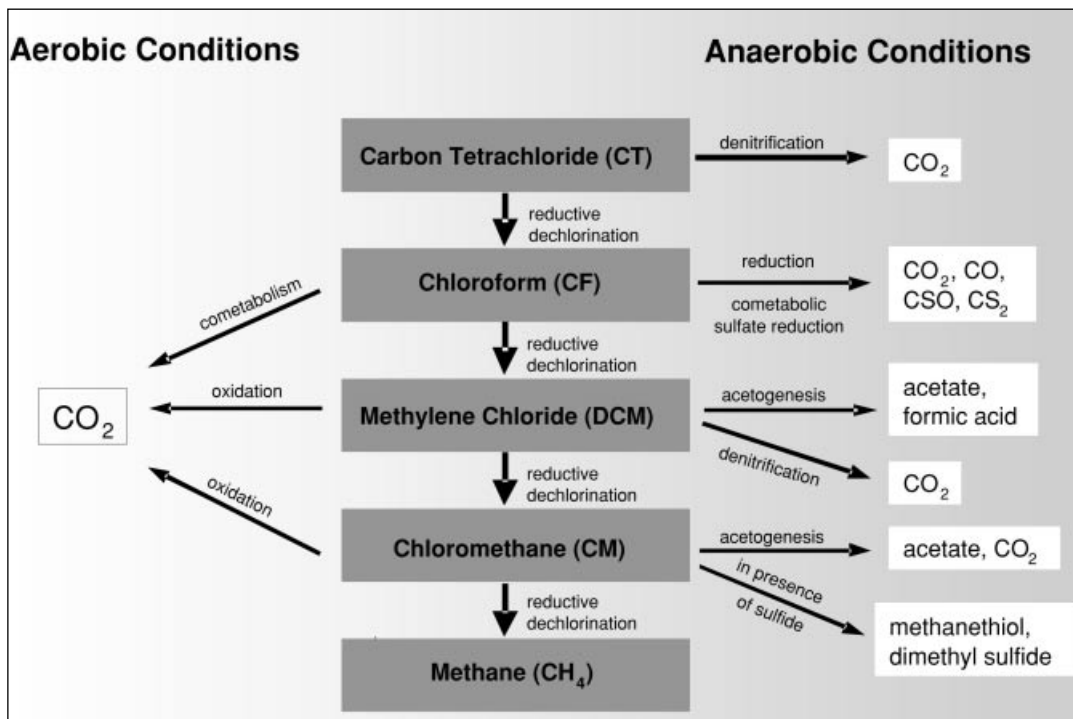 Aerobic Conditions
Anaerobic Conditions
Carbon Tetrachloride (CT)
denitrification
CO₂
reductive
dechlorination
Chloroform (CF)
cometabolism
reduction
cometabolic
sulfate reduction
CO₂, CO,
CSO, CS₂
reductive
dechlorination
CO₂
oxidation
Methylene Chloride (DCM)
acetogenesis
acetate,
formic acid
denitrification
CO₂
reductive
dechlorination
oxidation
Chloromethane (CM)
acetogenesis
acetate, CO₂
in presence
of sulfide
methanethiol,
dimethyl sulfide
reductive
dechlorination
Methane (CH₄)